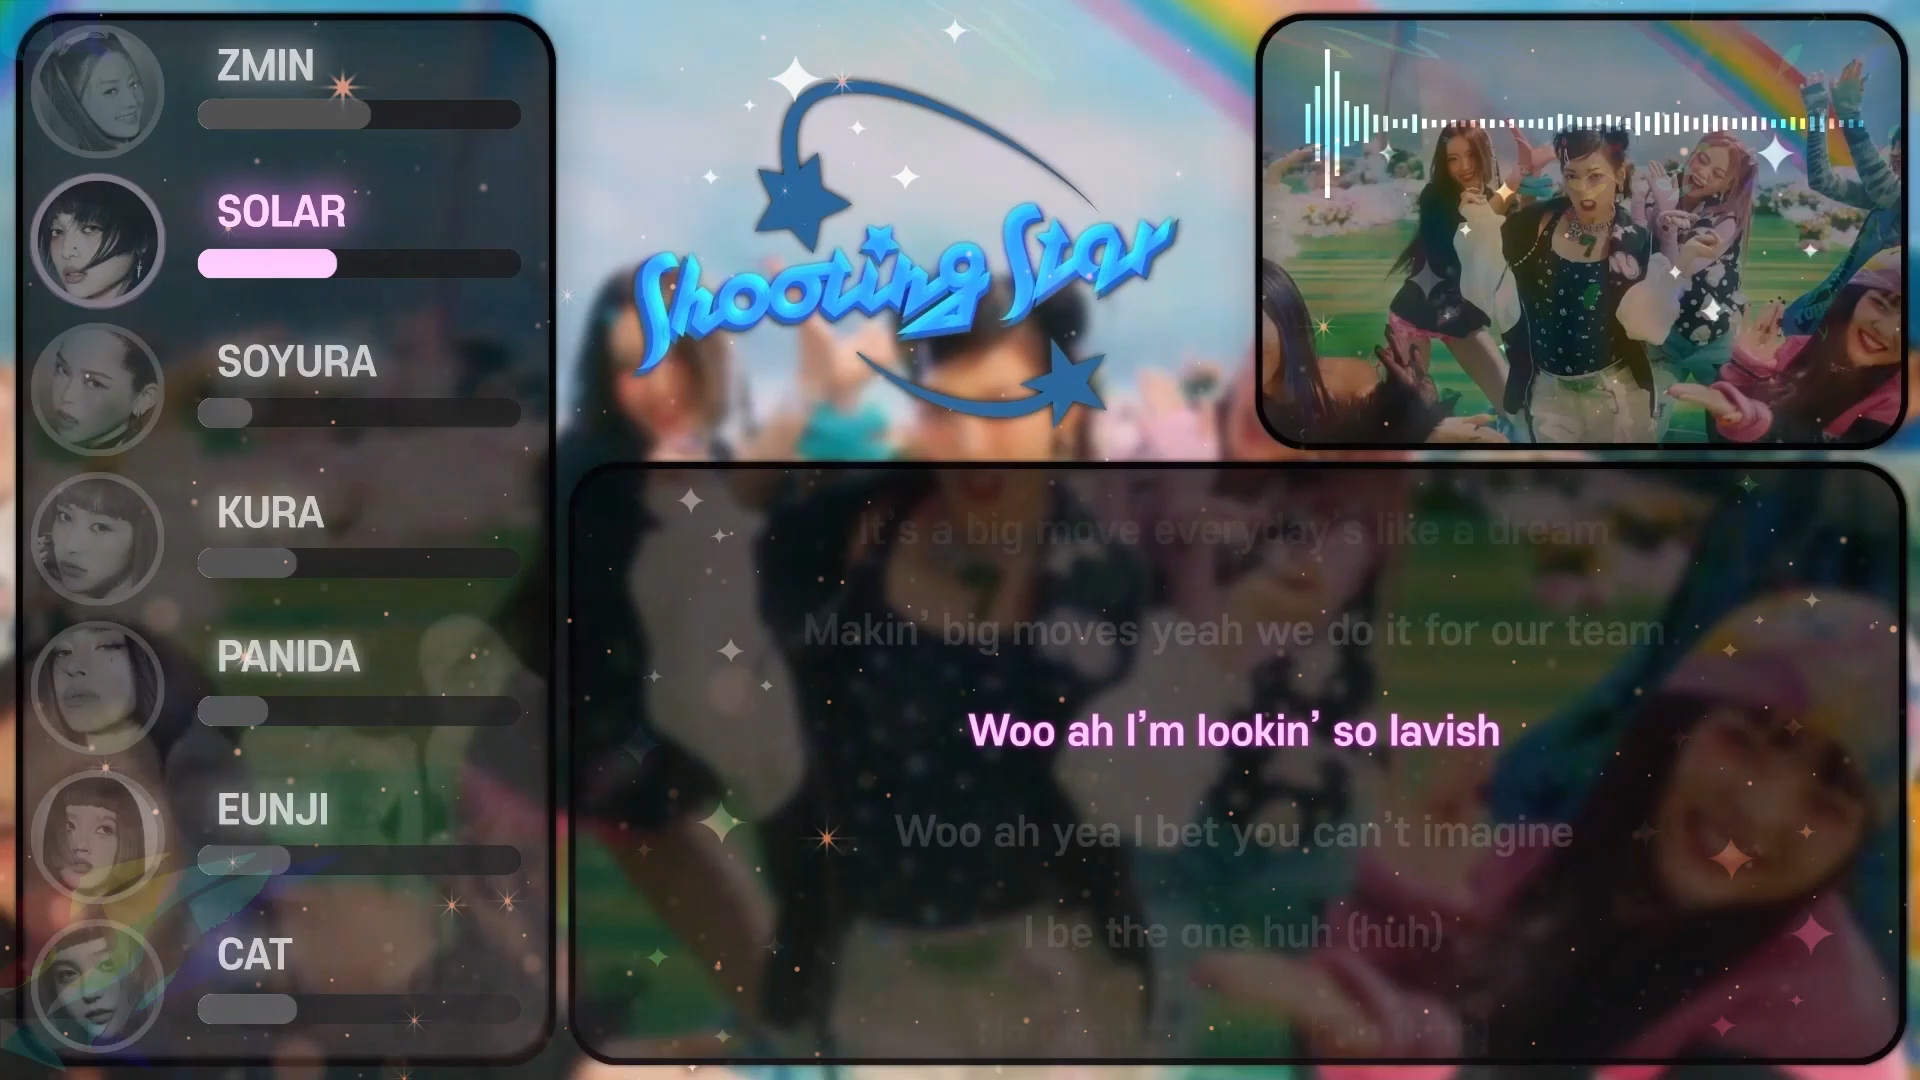 ZMIN
SOLAR
SOYURA
KURA
PANIDA
EUNJI
CAT
Shooting Star
It's a big move everyday's like a dream
Makin' big moves yeah we do it for our team
Woo ah I'm lookin' so lavish
Woo ah yea I bet you can't imagine
I be the one huh (huh)